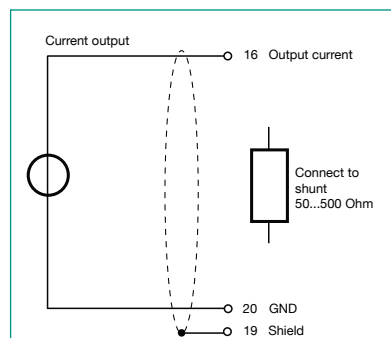 Current output
16 Output current
Connect to
shunt
50...500 Ohm
20 GND
19 Shield